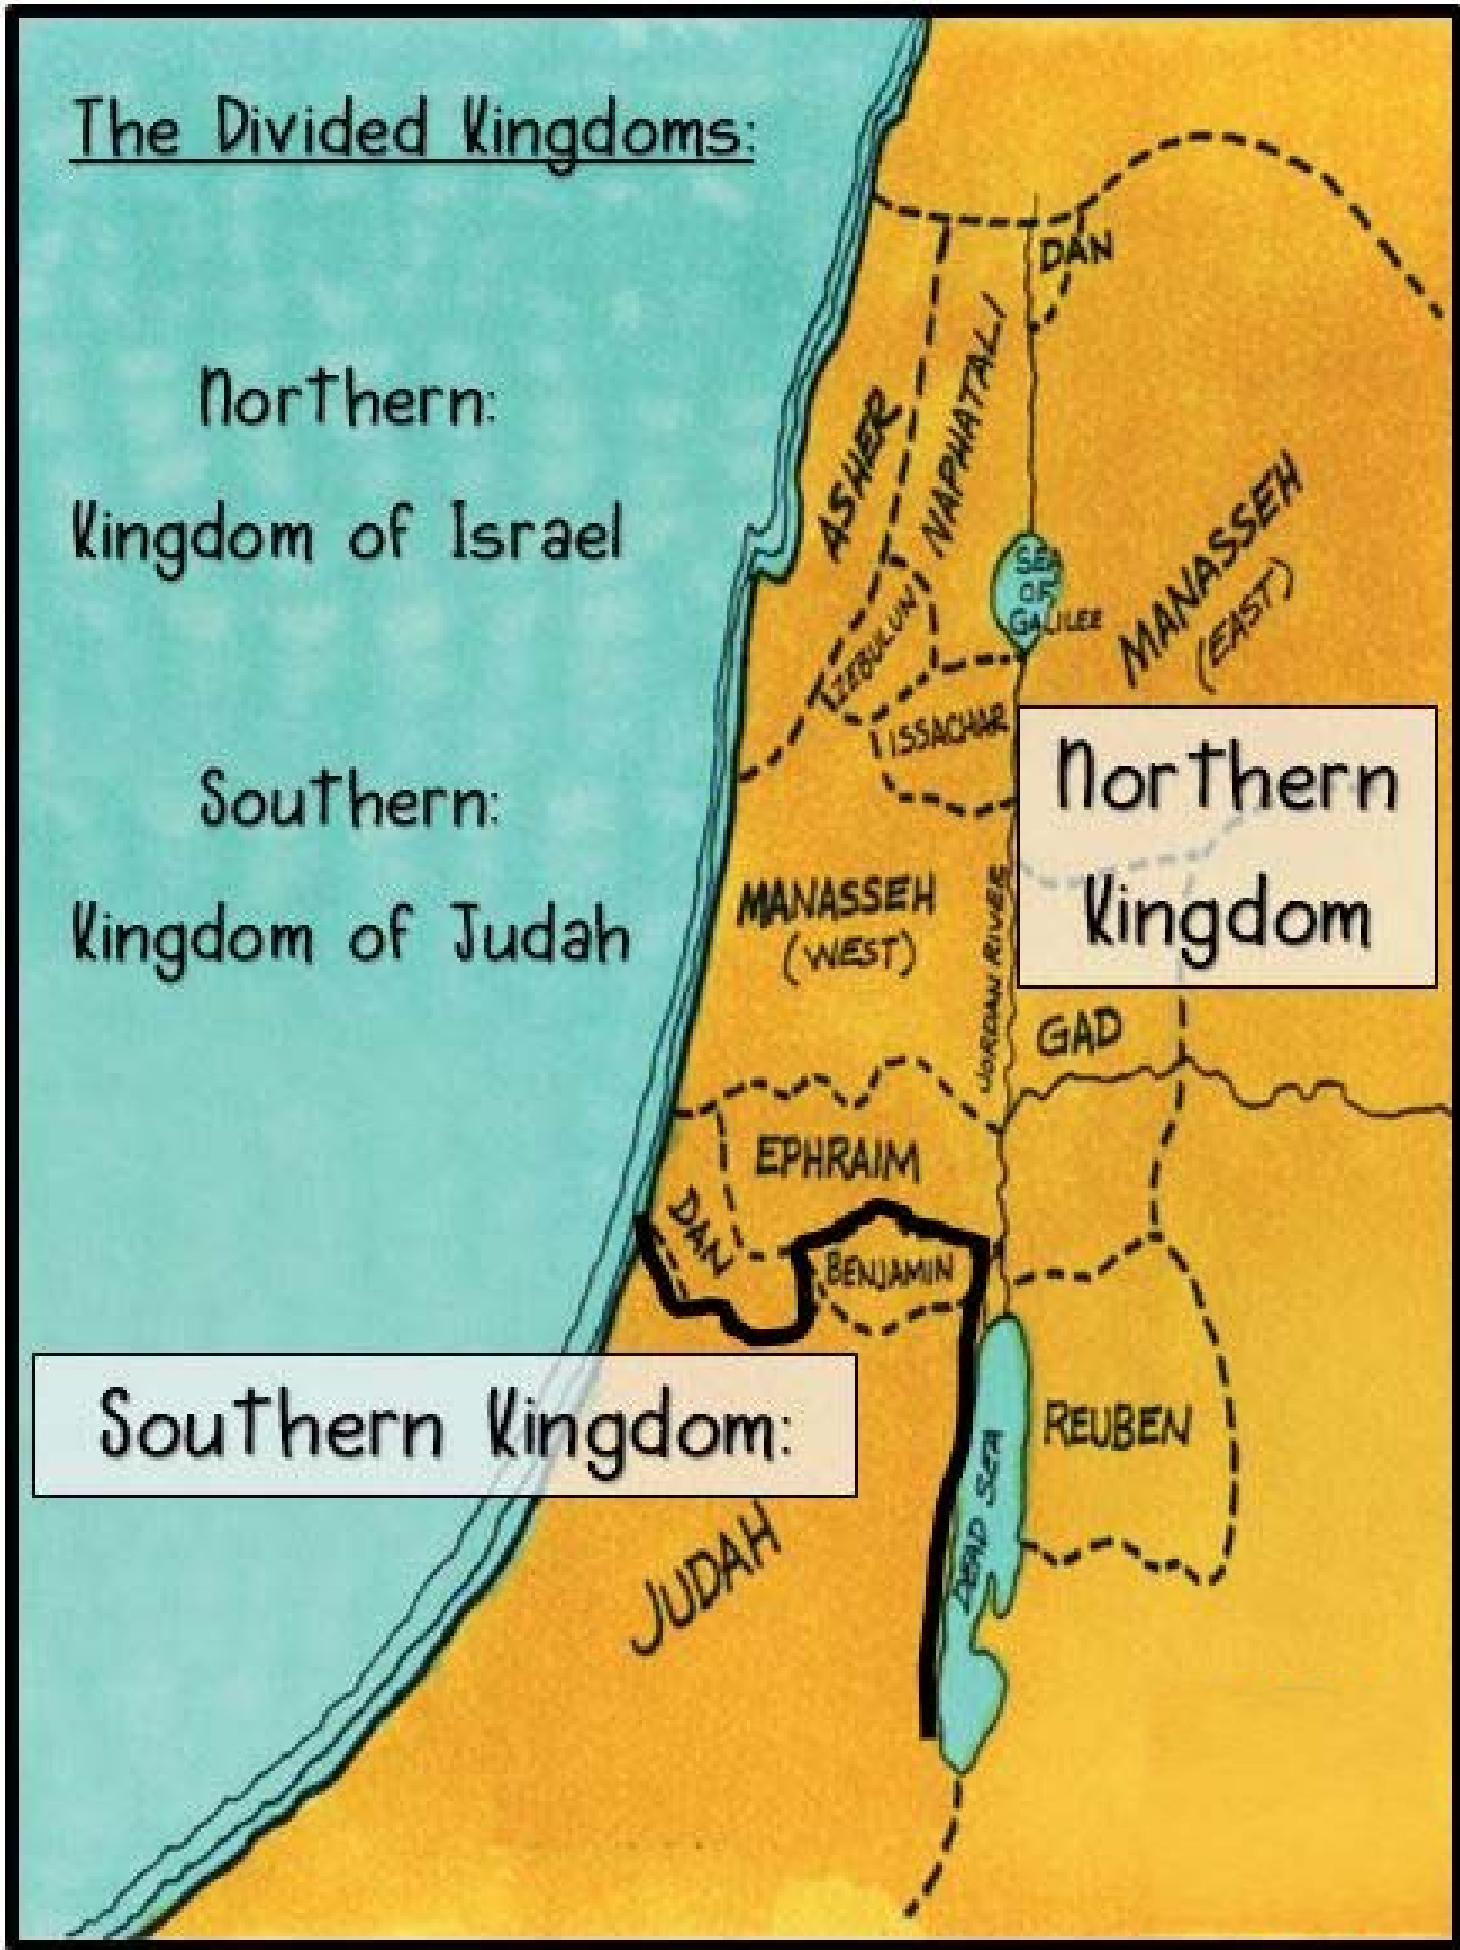 The Divided Kingdoms:
Northern:
Kingdom of Israel
Southern:
Kingdom of Judah
DAN
NAPHATALI
ASHER
SEA
OF
GALILEE
MANASSEH
(EAST)
ZEBULUN
ISSACHAR
Northern
Kingdom
MANASSEH
(WEST)
JORDAN RIVER
GAD
EPHRAIM
DAN
BENJAMIN
Southern Kingdom:
REUBEN
DEAD SEA
JUDAH